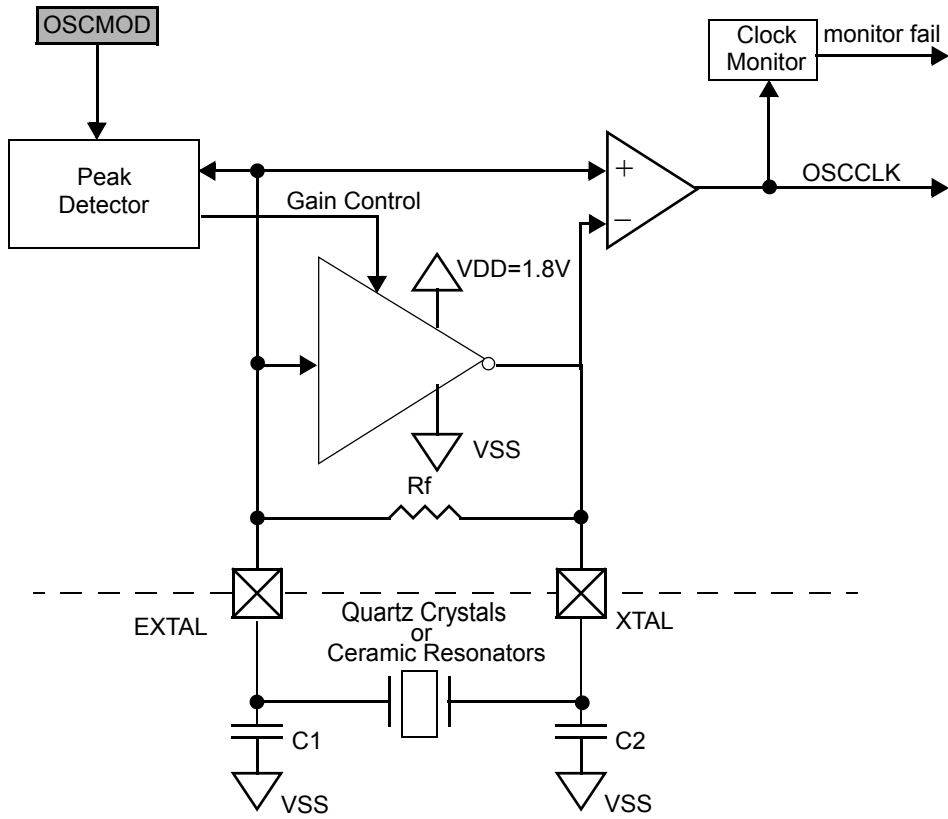 OSCMOD
Clock
Monitor
monitor fail
Peak
Detector
+
OSCCLK
Gain Control
−
VDD=1.8V
VSS
Rf
EXTAL
Quartz Crystals
or
Ceramic Resonators
XTAL
C1
C2
VSS
VSS